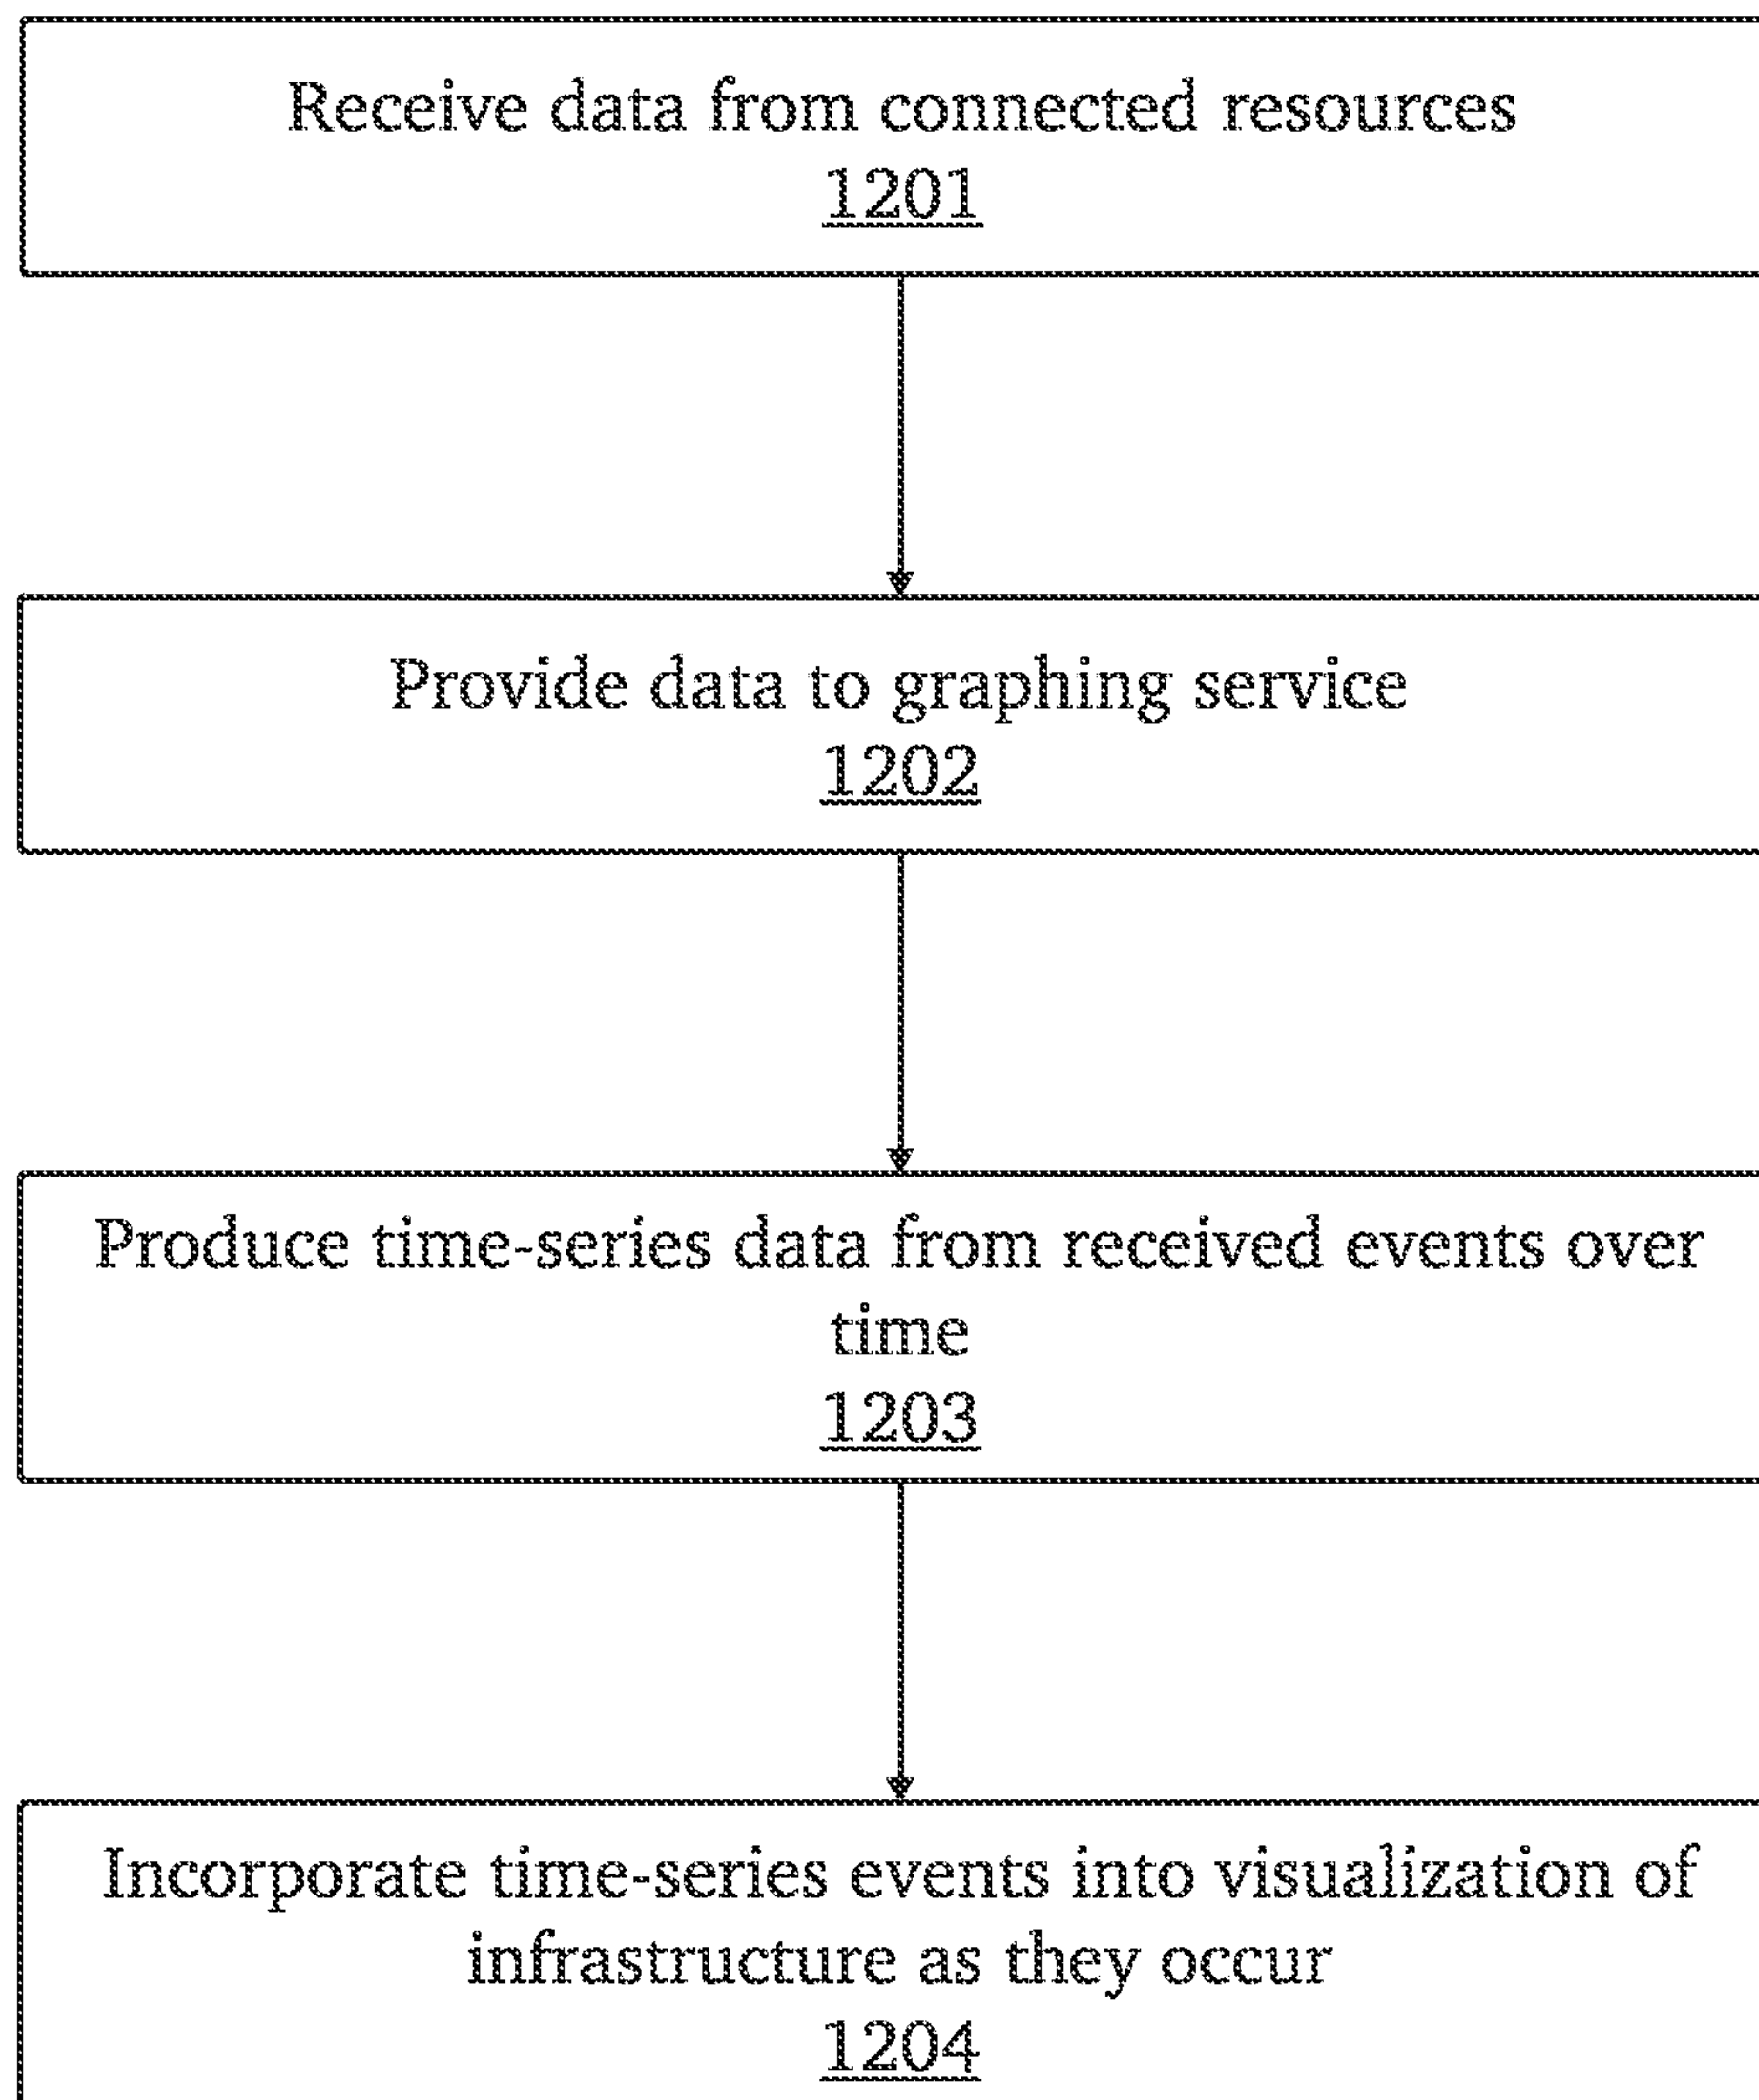 Receive data from connected resources
1201
Provide data to graphing service
1202
Produce time-series data from received events over
time
1203
Incorporate time-series events into visualization of
infrastructure as they occur
1204